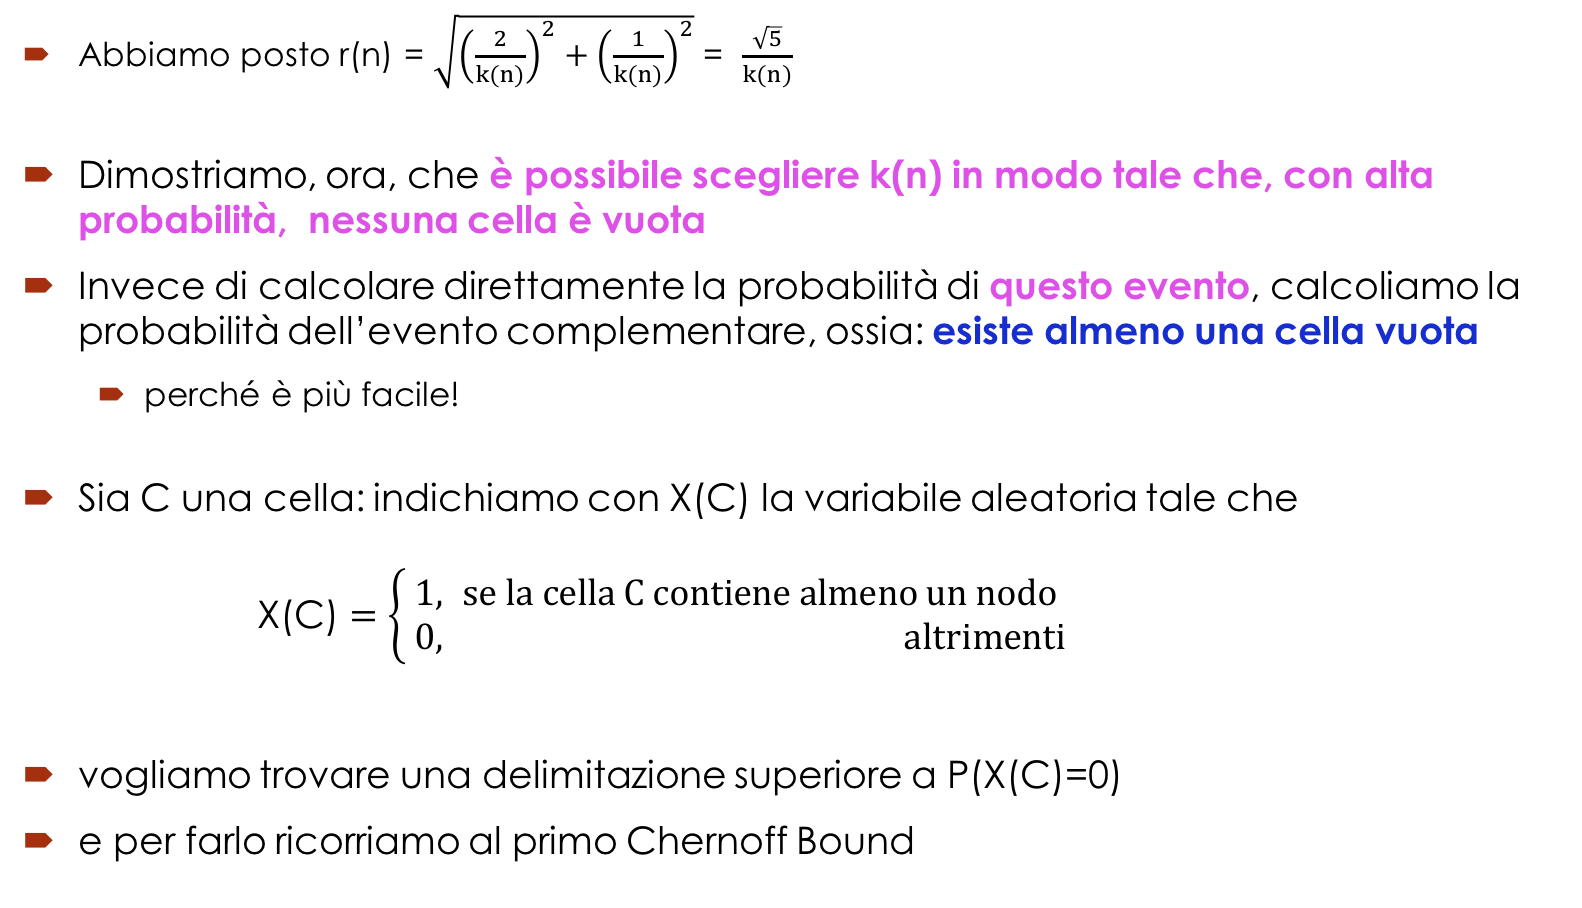 Abbiamo posto r(n) = √((2/k(n))² + (1/k(n))²) = √5/k(n)
Dimostriamo, ora, che è possibile scegliere k(n) in modo tale che, con alta
probabilità, nessuna cella è vuota
Invece di calcolare direttamente la probabilità di questo evento, calcoliamo la
probabilità dell’evento complementare, ossia: esiste almeno una cella vuota
perché è più facile!
Sia C una cella: indichiamo con X(C) la variabile aleatoria tale che
X(C) = { 1, se la cella C contiene almeno un nodo
0, altrimenti
vogliamo trovare una delimitazione superiore a P(X(C)=0)
e per farlo ricorriamo al primo Chernoff Bound